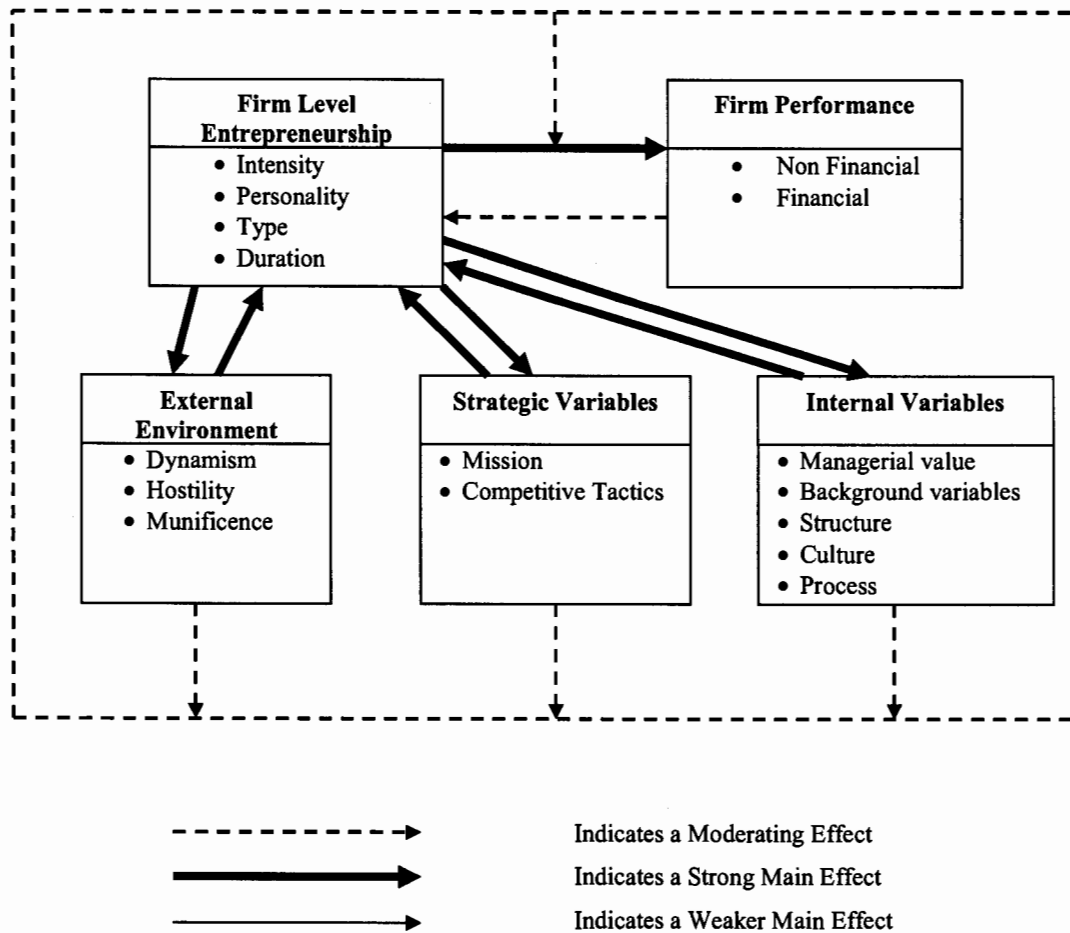 Firm Level
Entrepreneurship
• Intensity
• Personality
• Type
• Duration
Firm Performance
• Non Financial
• Financial
External
Environment
• Dynamism
• Hostility
• Munificence
Strategic Variables
• Mission
• Competitive Tactics
Internal Variables
• Managerial value
• Background variables
• Structure
• Culture
• Process
Indicates a Moderating Effect
Indicates a Strong Main Effect
Indicates a Weaker Main Effect